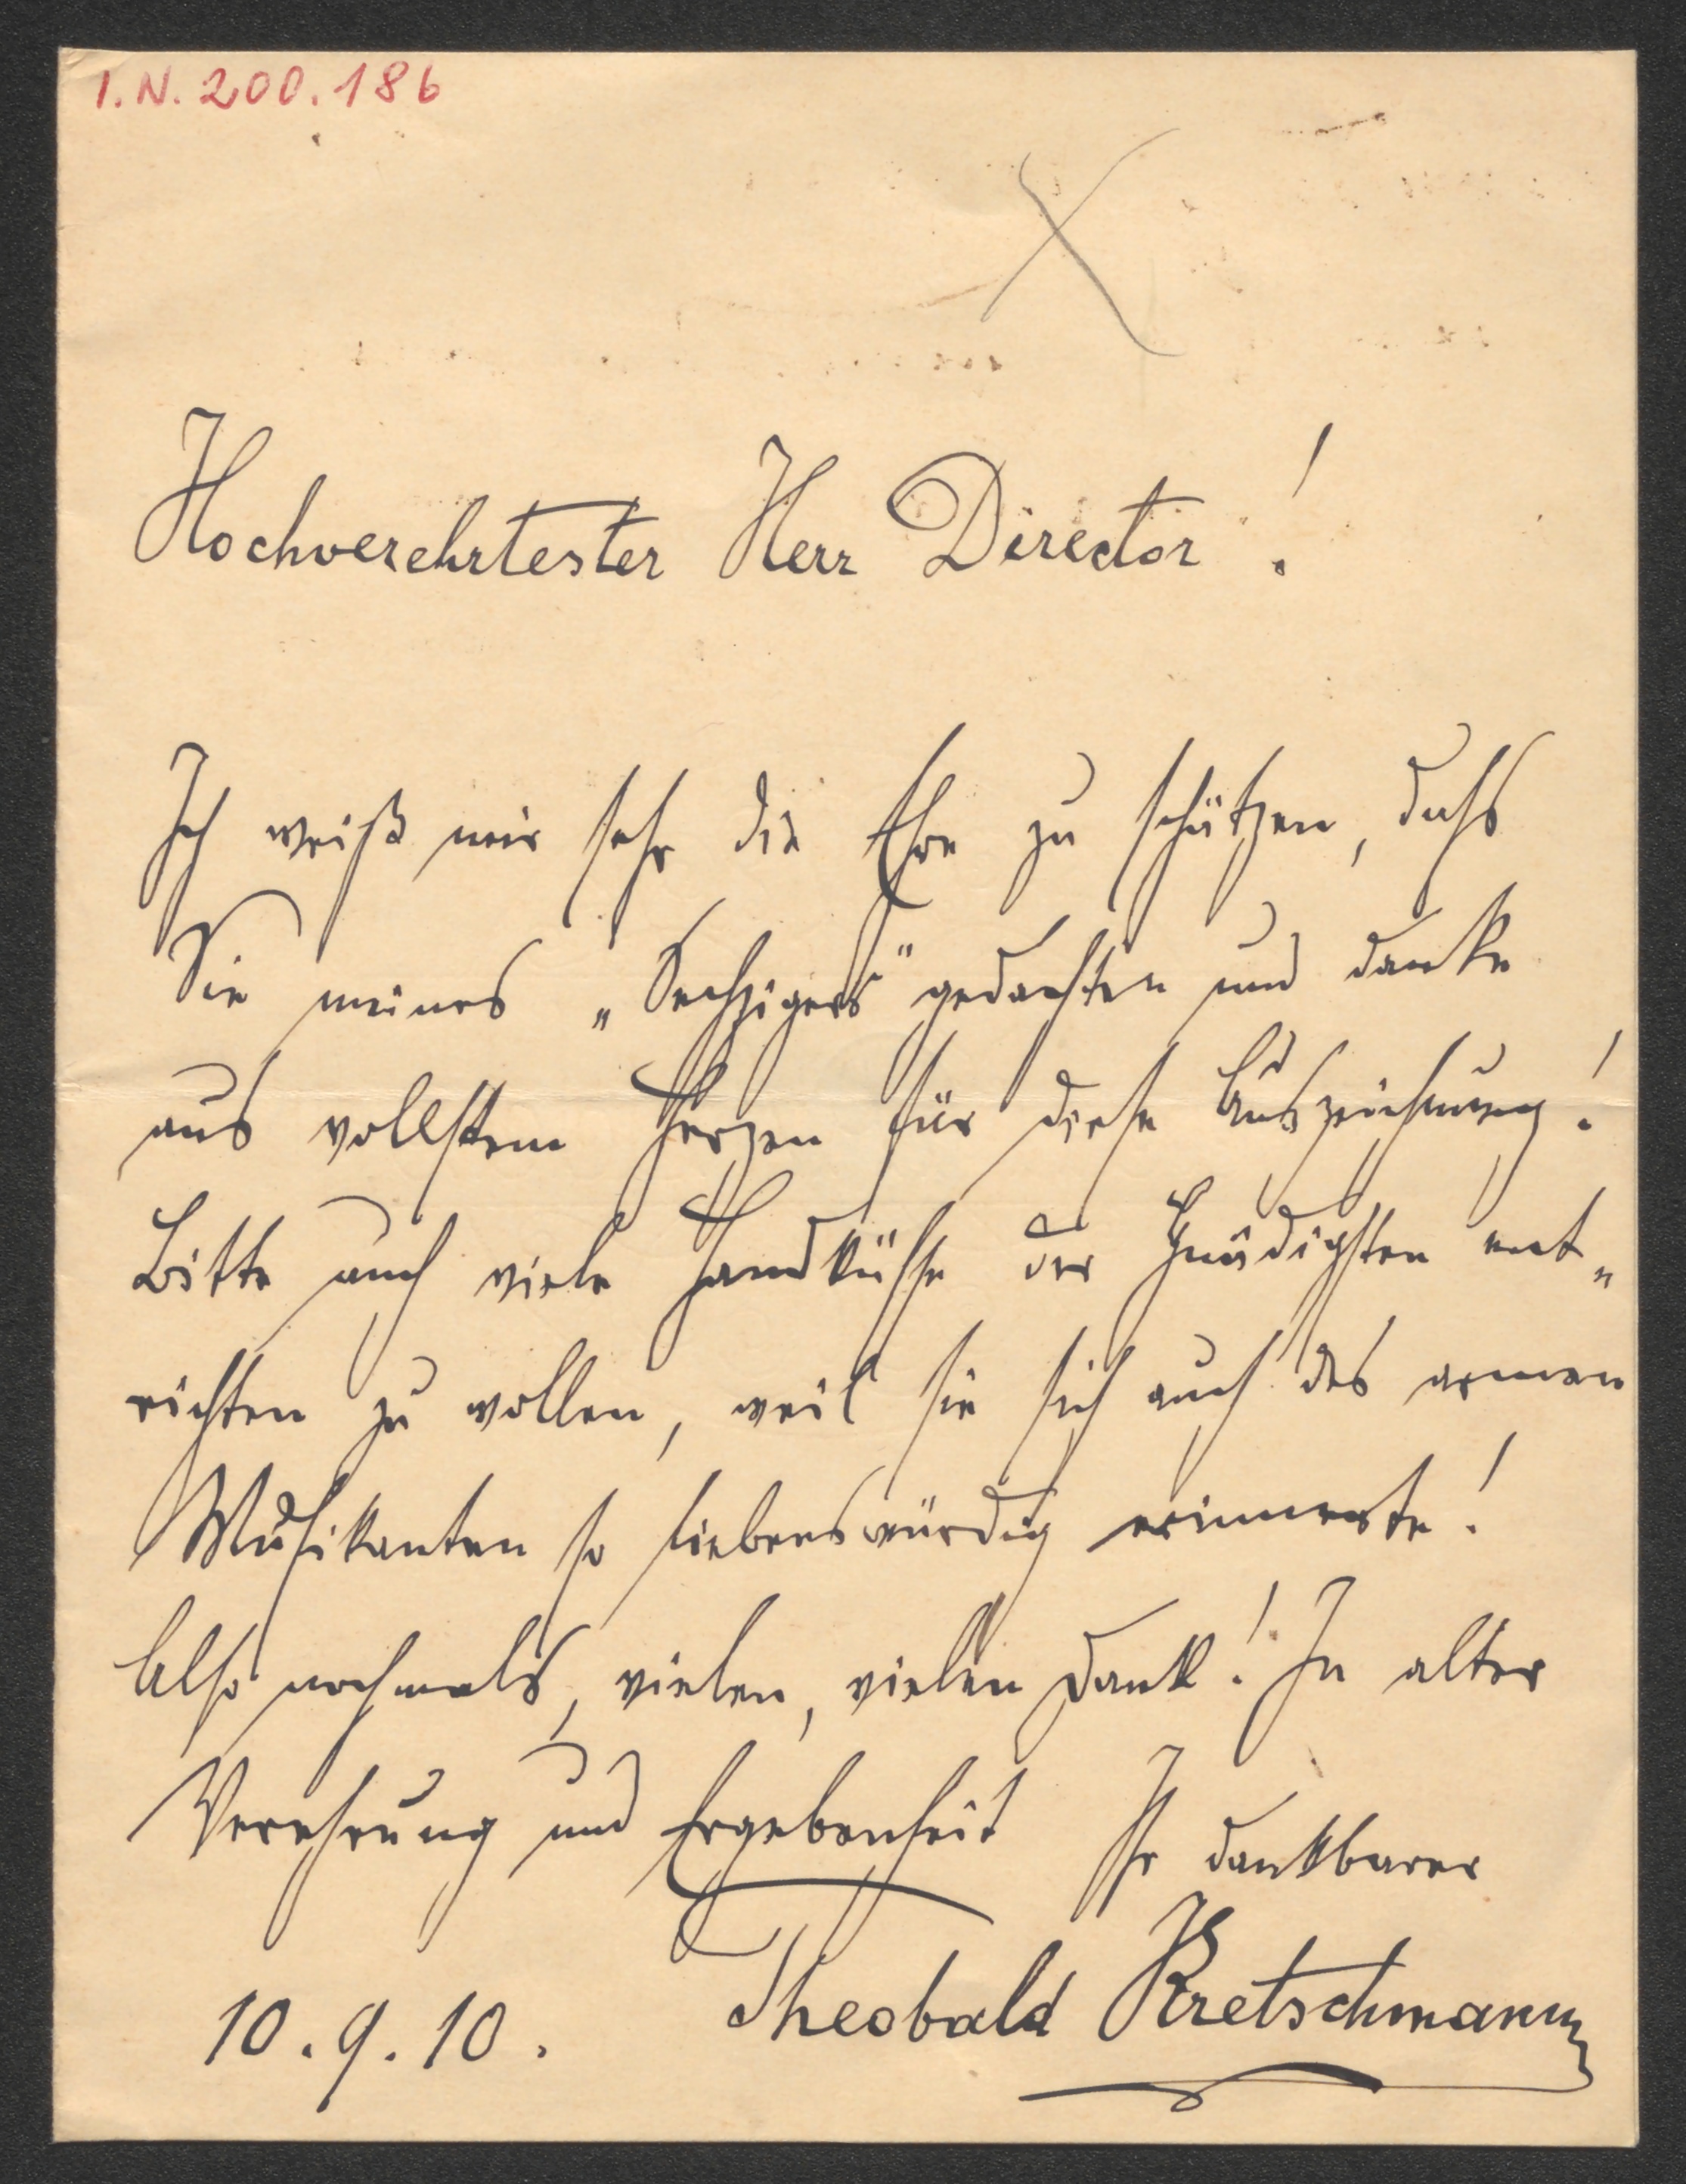 I.N. 200.186
Hochverehrtester Herr Director!
Ich weiß mir sehr die Ehre zu schätzen, dass
Sie meines „Sechzigers“ gedachten und danke
aus vollstem Herzen für diese Auszeichnung!
Bitte auch viele Handküsse der Gnädigsten ent„
richten zu wollen, weil sie sich auch des armen
Musikanten so liebenswürdig erinnerte!
Also nochmals, vielen, vielen Dank! In alter
Verehrung und Ergebenheit Ihr dankbarer
10.9.10. Theobald Kretschmann